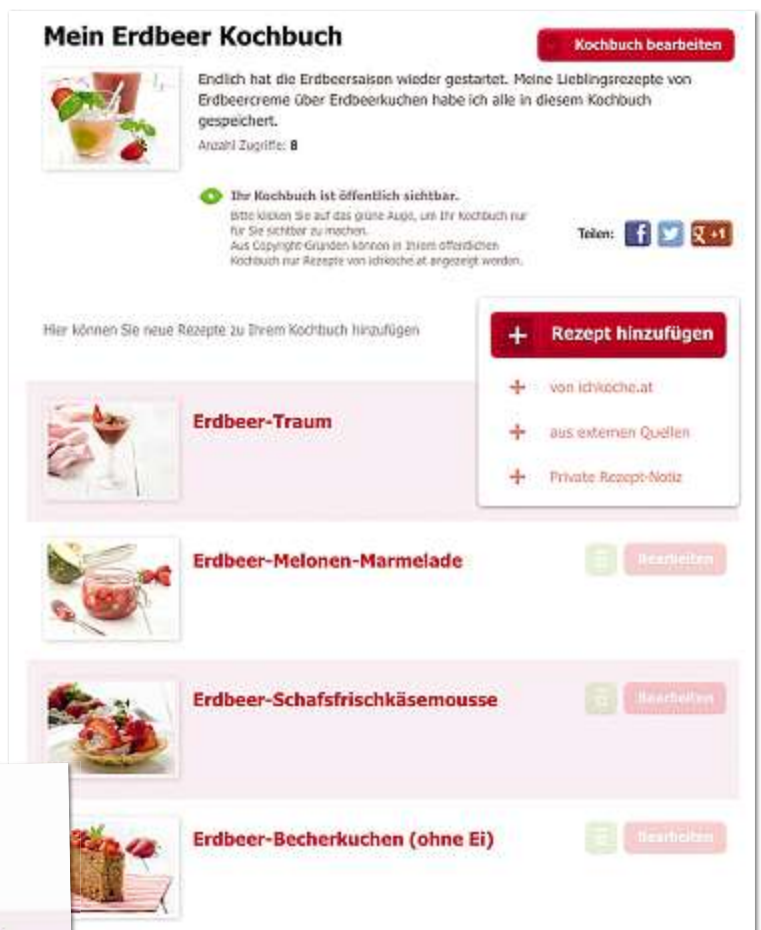 Mein Erdbeer Kochbuch
Kochbuch bearbeiten
Endlich hat die Erdbeersaison wieder gestartet. Meine Lieblingsrezepte von
Erdbeercreme über Erdbeerkuchen habe ich alle in diesem Kochbuch
gespeichert.
Anzahl Zugriffe: 8
Ihr Kochbuch ist öffentlich sichtbar.
Bitte klicken Sie auf das grüne Auge, um Ihr Kochbuch nur
für Sie sichtbar zu machen.
Aus Copyright-Gründen können in Ihrem öffentlichen
Kochbuch nur Rezepte von ichkoche.at angezeigt werden.
Teilen: f +1
Hier können Sie neue Rezepte zu Ihrem Kochbuch hinzufügen
+ Rezept hinzufügen
+ von ichkoche.at
+ aus externen Quellen
+ Private Rezept-Notiz
Erdbeer-Traum
Erdbeer-Melonen-Marmelade
Bearbeiten
Erdbeer-Schafsfrischkäsemousse
Bearbeiten
Erdbeer-Becherkuchen (ohne Ei)
Bearbeiten